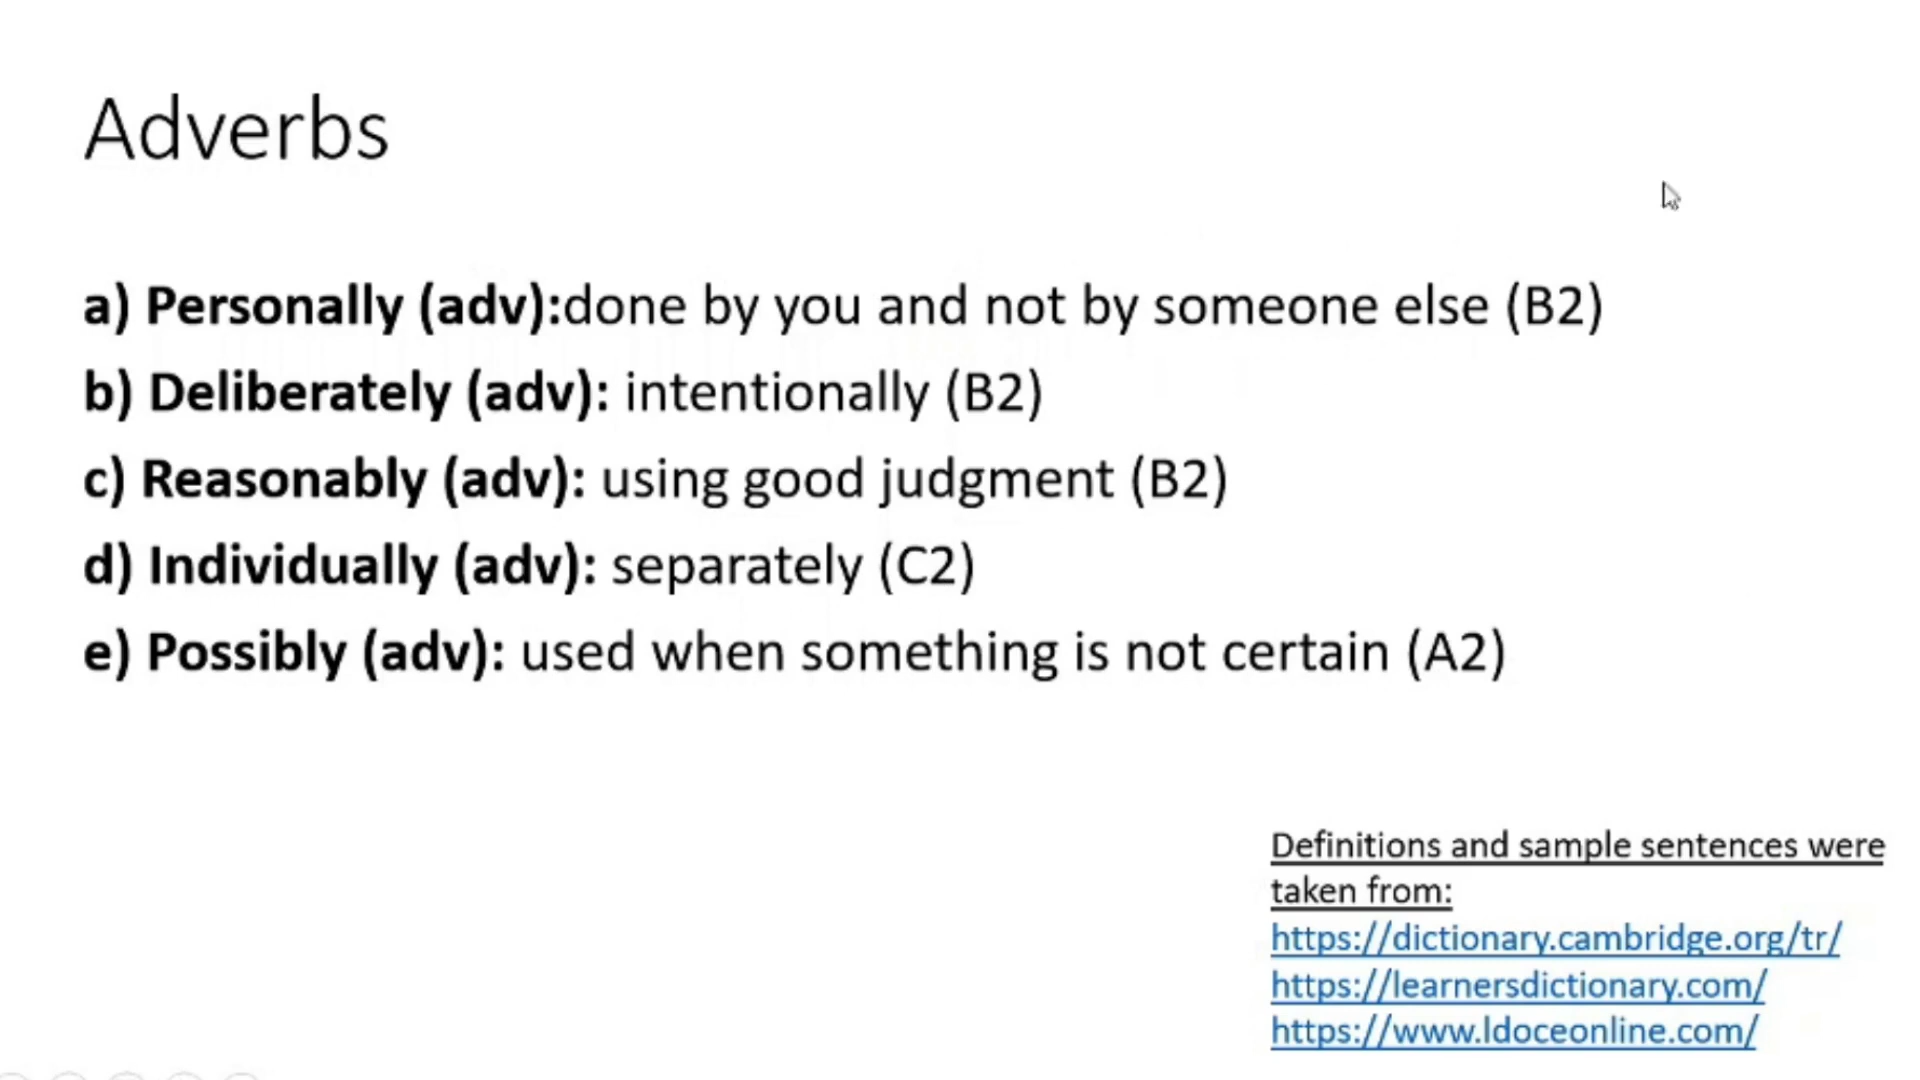 Adverbs
a) Personally (adv):done by you and not by someone else (B2)
b) Deliberately (adv): intentionally (B2)
c) Reasonably (adv): using good judgment (B2)
d) Individually (adv): separately (C2)
e) Possibly (adv): used when something is not certain (A2)
Definitions and sample sentences were
taken from:
https://dictionary.cambridge.org/tr/
https://learnersdictionary.com/
https://www.ldoceonline.com/